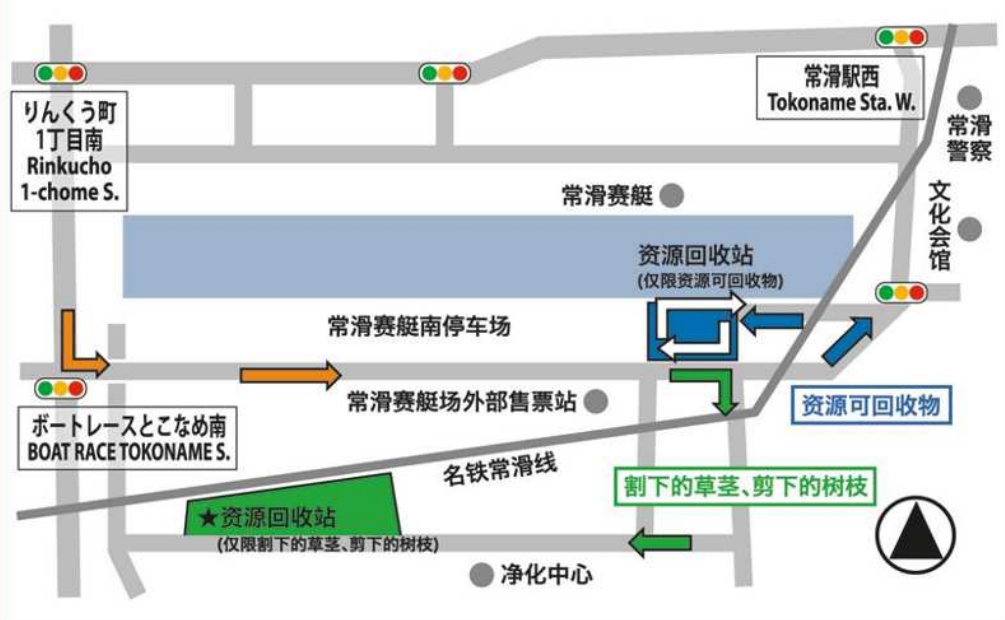 常滑駅西
Tokoname Sta. W.
りんくう町
1丁目南
Rinkucho
1-chome S.
常滑
警察
常滑赛艇
文化会馆
资源回收站
(仅限资源可回收物)
常滑赛艇南停车场
常滑赛艇场外部售票站
资源可回收物
ボートレースとこなめ南
BOAT RACE TOKONAME S.
名铁常滑线
割下的草茎、剪下的树枝
★资源回收站
(仅限割下的草茎、剪下的树枝)
净化中心